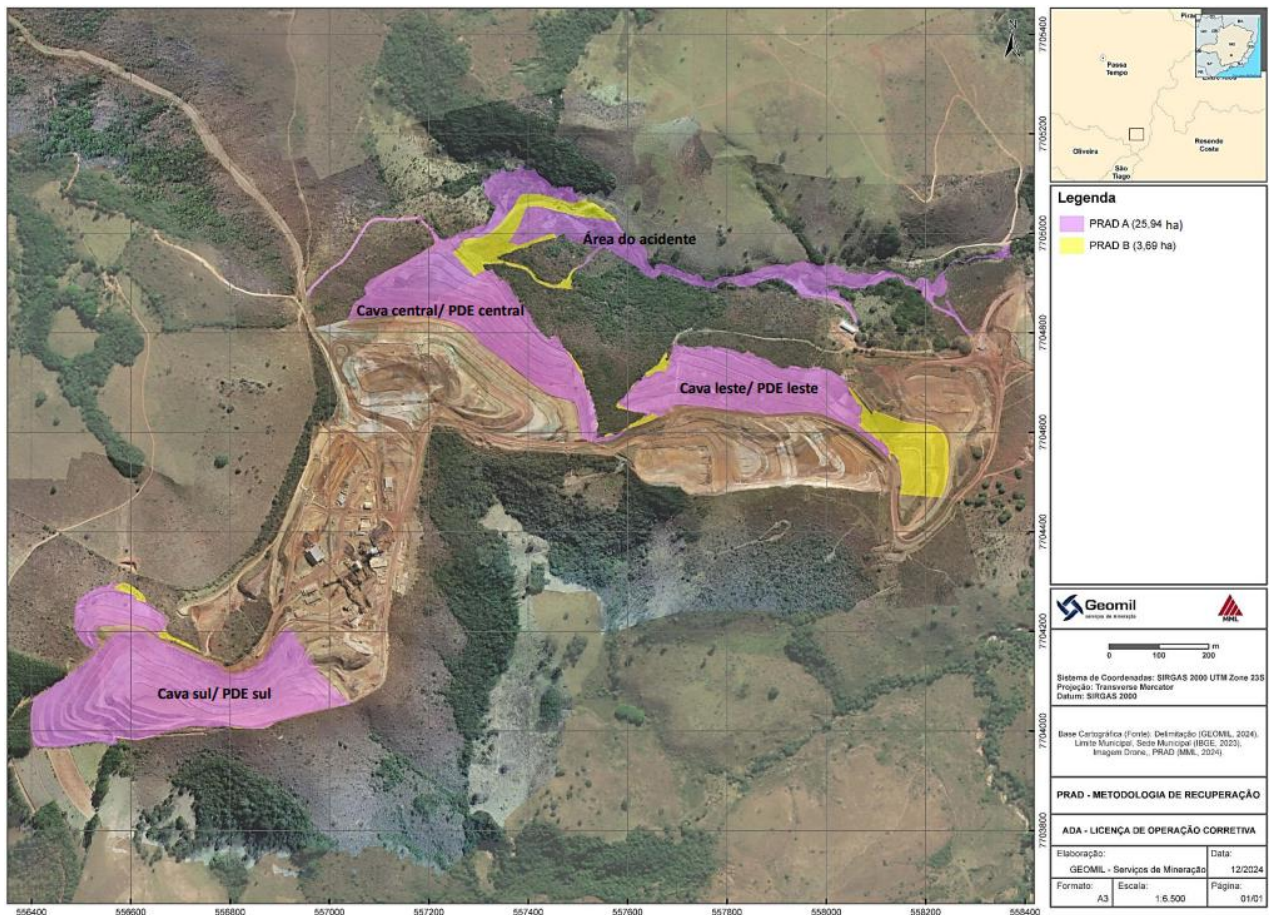 Área do acidente
Cava central/ PDE central
Cava leste/ PDE leste
Cava sul/ PDE sul
556400
556600
556800
557000
557200
557400
557600
557800
558000
558200
558400
7705400
7705200
7705000
7704800
7704600
7704400
7704200
7704000
7703800
N
Passa
Tempo
Oliveira
Resende
Costa
São
Tiago
Legenda
PRAD A (25,94 ha)
PRAD B (3,69 ha)
Geomil
serviços de mineração
MML
m
0 100 200
Sistema de Coordenadas: SIRGAS 2000 UTM Zone 23S
Projeção: Transverse Mercator
Datum: SIRGAS 2000
Base Cartográfica (Fonte): Delimitação (GEOMIL, 2024),
Limite Municipal, Sede Municipal (IBGE, 2023),
Imagem Drone,, PRAD (MML, 2024).
PRAD - METODOLOGIA DE RECUPERAÇÃO
ADA - LICENÇA DE OPERAÇÃO CORRETIVA
Elaboração:
GEOMIL - Serviços de Mineração
Data:
12/2024
Formato:
A3
Escala:
1:6.500
Página:
01/01